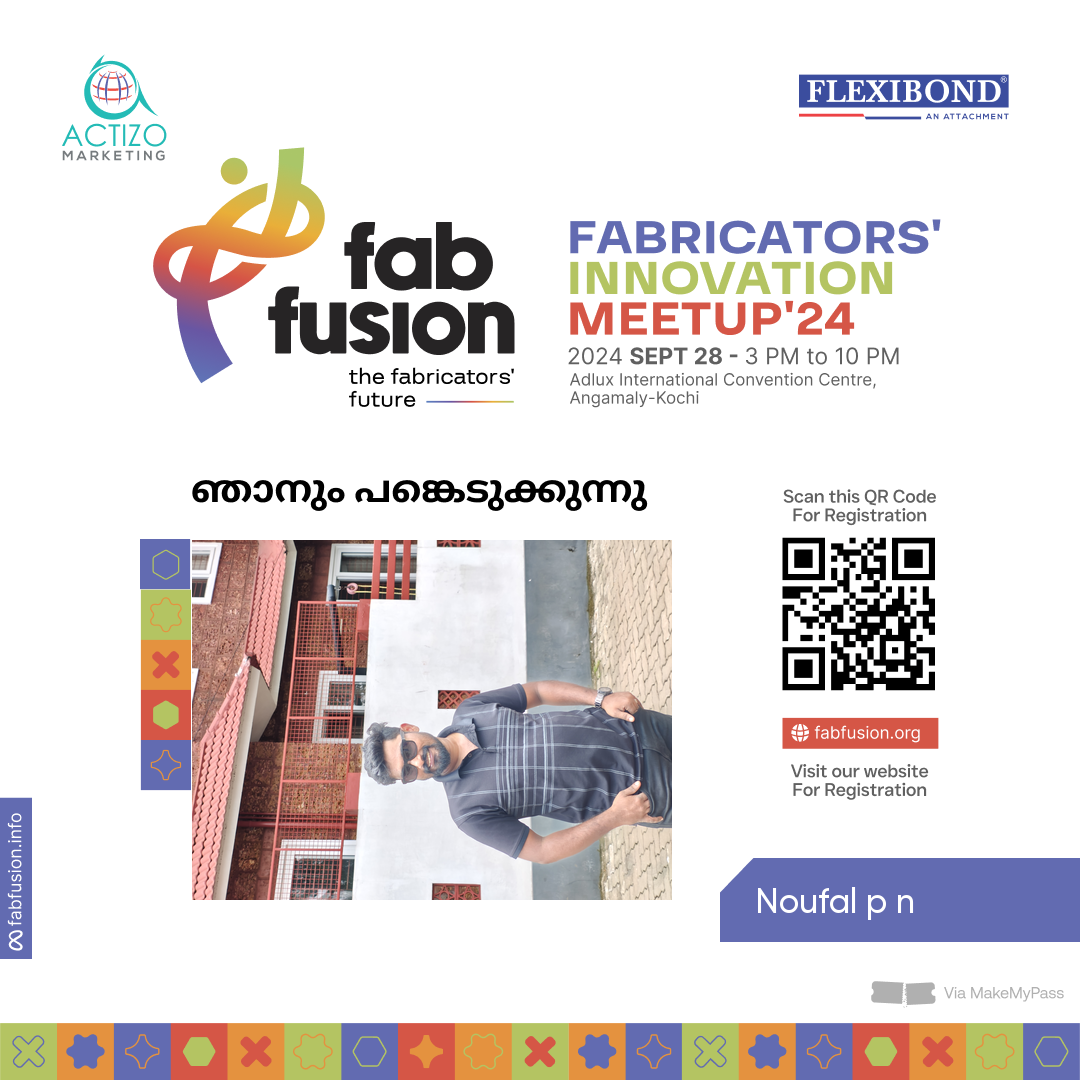 ACTIZO
MARKETING
FLEXIBOND®
AN ATTACHMENT
fab
fusion
the fabricators'
future
FABRICATORS'
INNOVATION
MEETUP'24
2024 SEPT 28 - 3 PM to 10 PM
Adlux International Convention Centre,
Angamaly-Kochi
ഞാനും പങ്കെടുക്കുന്നു
Scan this QR Code
For Registration
fabfusion.org
Visit our website
For Registration
fabfusion.info
Noufal p n
Via MakeMyPass